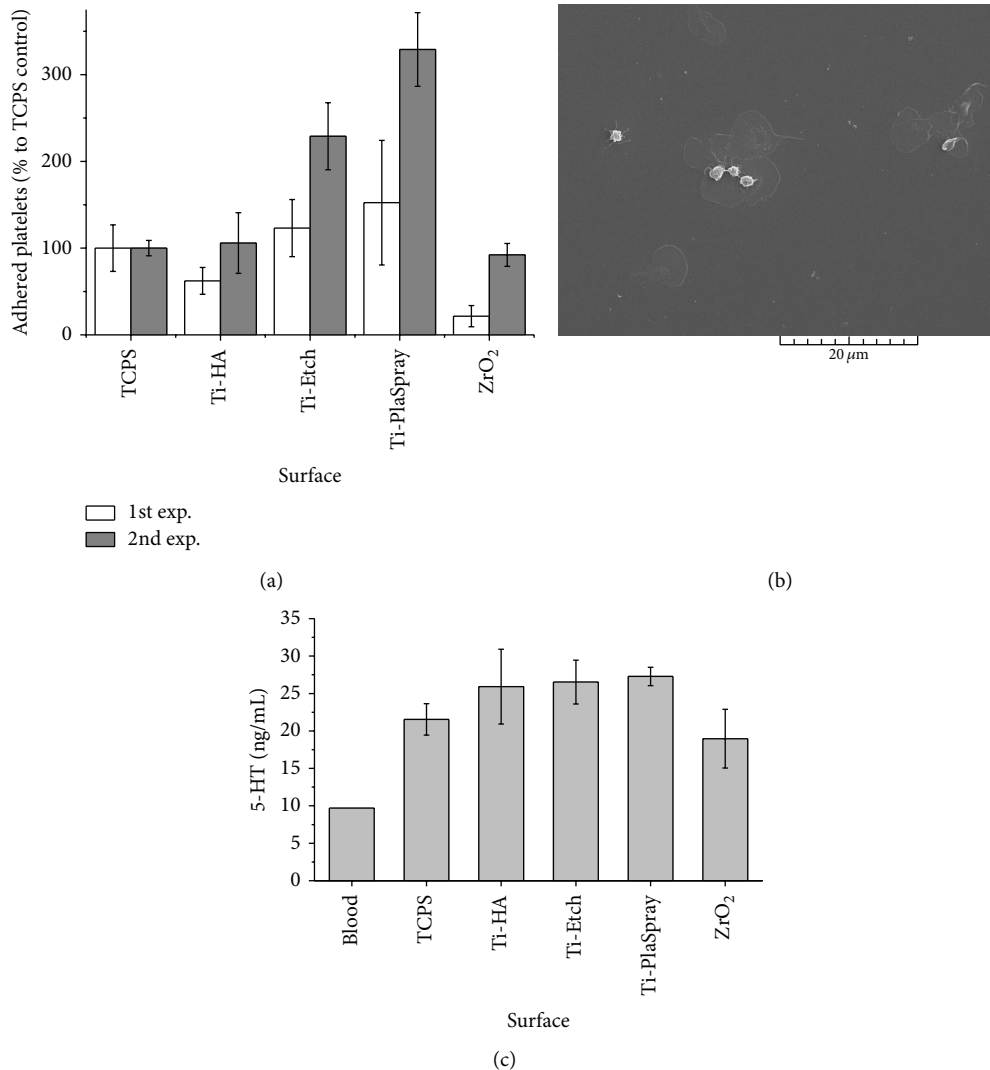 Adhered platelets (% to TCPS control)
300
200
100
0
TCPS
Ti-HA
Ti-Etch
Ti-PlaSpray
ZrO₂
Surface
1st exp.
2nd exp.
(a)
20 μm
(b)
5-HT (ng/mL)
35
30
25
20
15
10
5
0
Blood
TCPS
Ti-HA
Ti-Etch
Ti-PlaSpray
ZrO₂
Surface
(c)